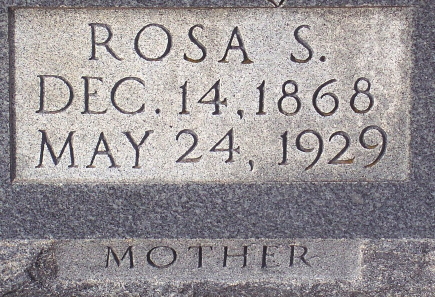 ROSA S.
DEC. 14, 1868
MAY 24, 1929
MOTHER